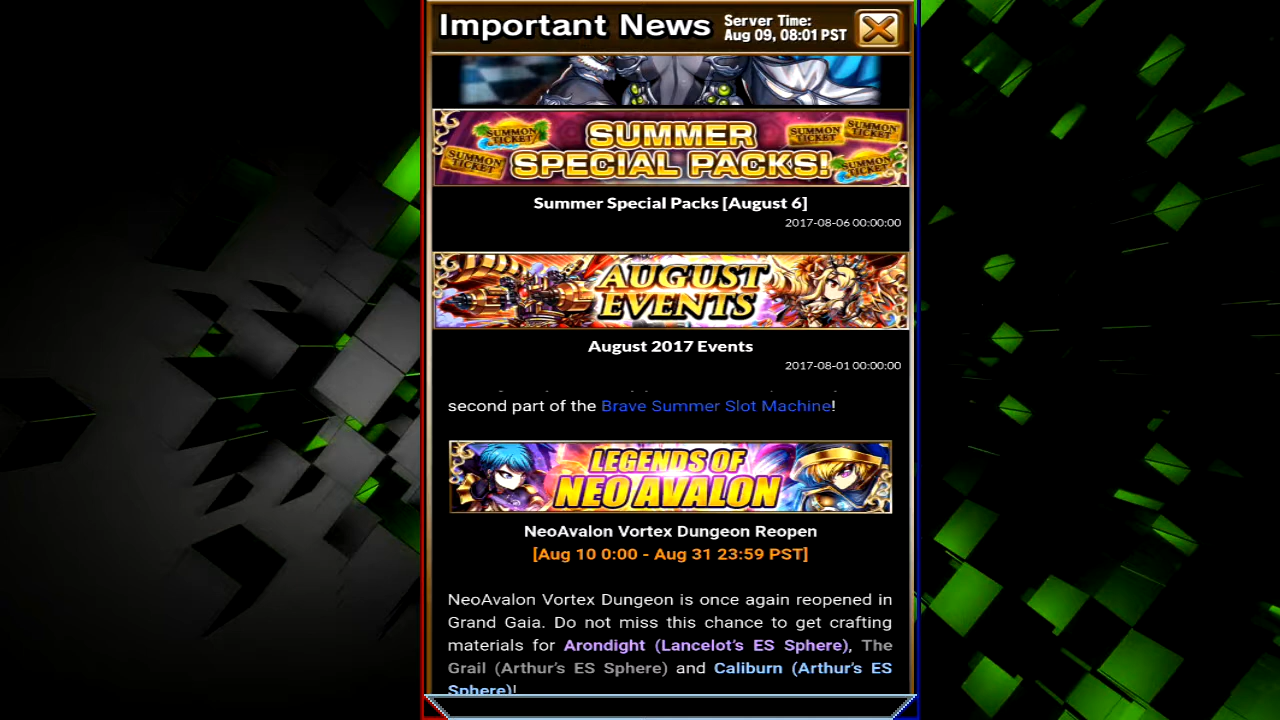 Important News
Server Time:
Aug 09, 08:01 PST
SUMMON TICKET
SUMMON TICKET
SUMMER
SPECIAL PACKS!
SUMMON TICKET
SUMMON TICKET
SUMMON TICKET
Summer Special Packs [August 6]
2017-08-06 00:00:00
AUGUST
EVENTS
August 2017 Events
2017-08-01 00:00:00
second part of the Brave Summer Slot Machine!
LEGENDS OF
NEO AVALON
NeoAvalon Vortex Dungeon Reopen
[Aug 10 0:00 - Aug 31 23:59 PST]
NeoAvalon Vortex Dungeon is once again reopened in
Grand Gaia. Do not miss this chance to get crafting
materials for Arondight (Lancelot's ES Sphere), The
Grail (Arthur's ES Sphere) and Caliburn (Arthur's ES
Sphere)!